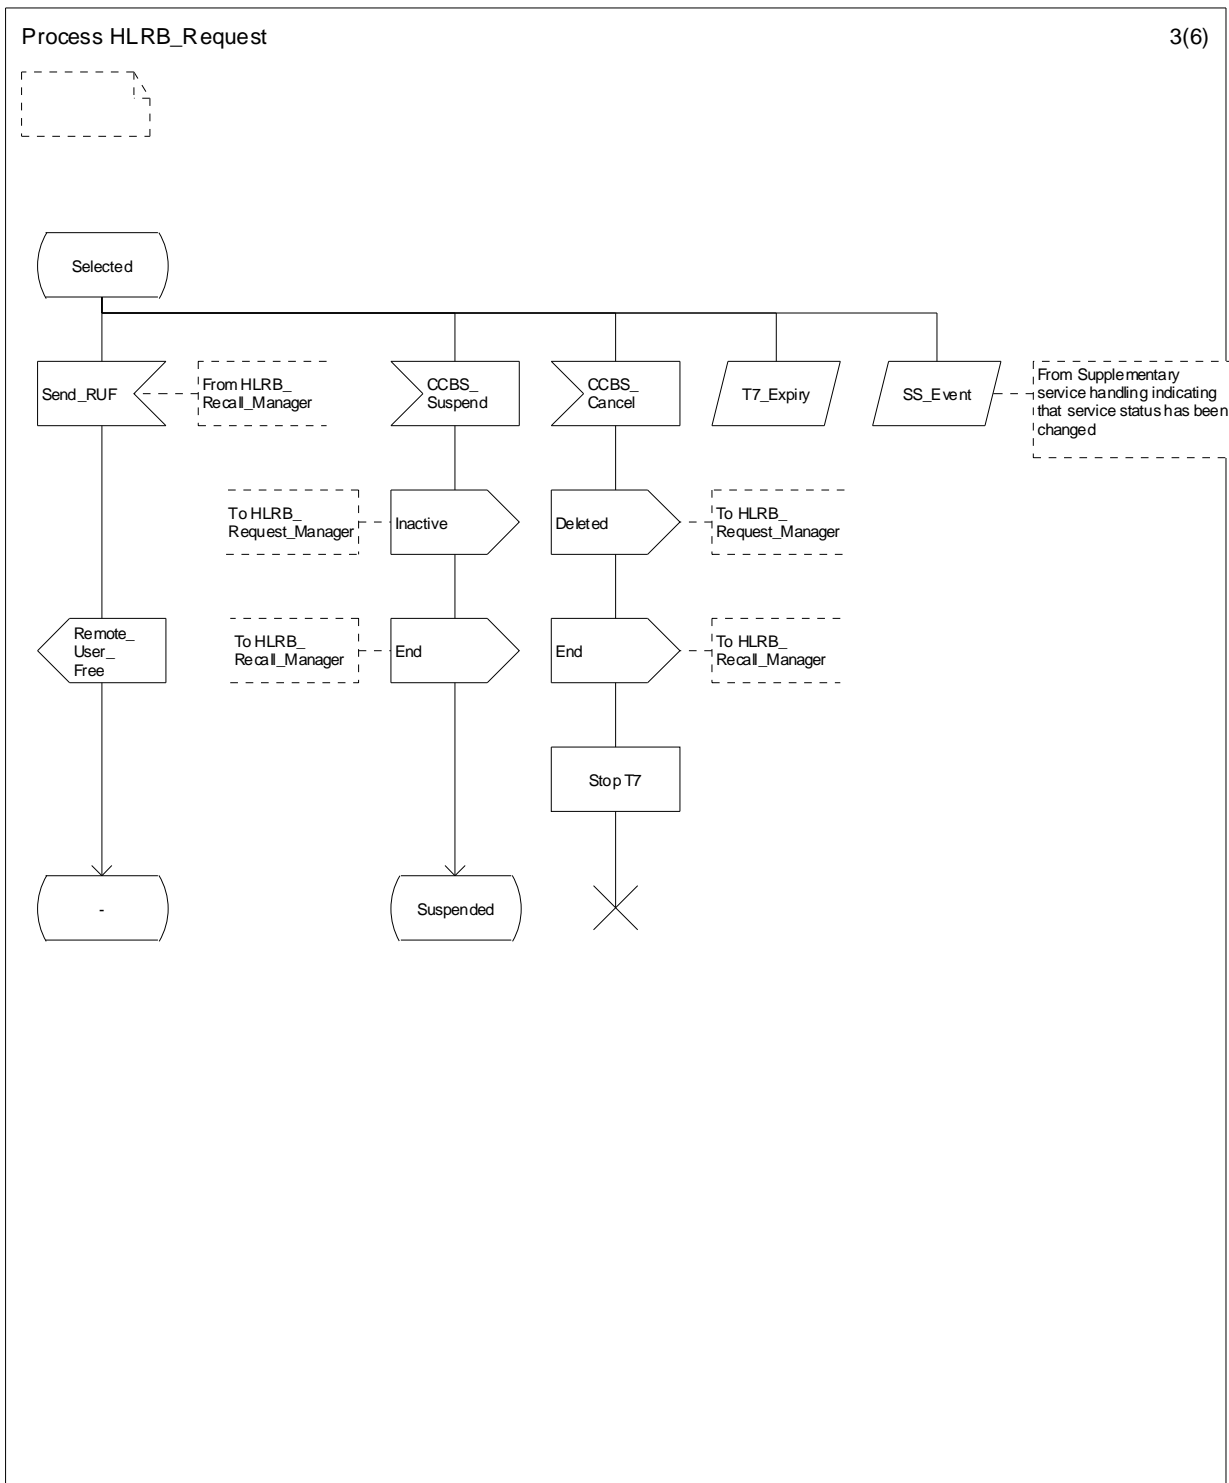 Process HLRB_Request
3(6)
Selected
Send_RUF
From HLRB_
Recall_Manager
CCBS_
Suspend
CCBS_
Cancel
T7_Expiry
SS_Event
From Supplementary
service handling indicating
that service status has been
changed
To HLRB_
Request_Manager
Inactive
Deleted
To HLRB_
Request_Manager
Remote_
User_
Free
To HLRB_
Recall_Manager
End
End
To HLRB_
Recall_Manager
Stop T7
-
Suspended